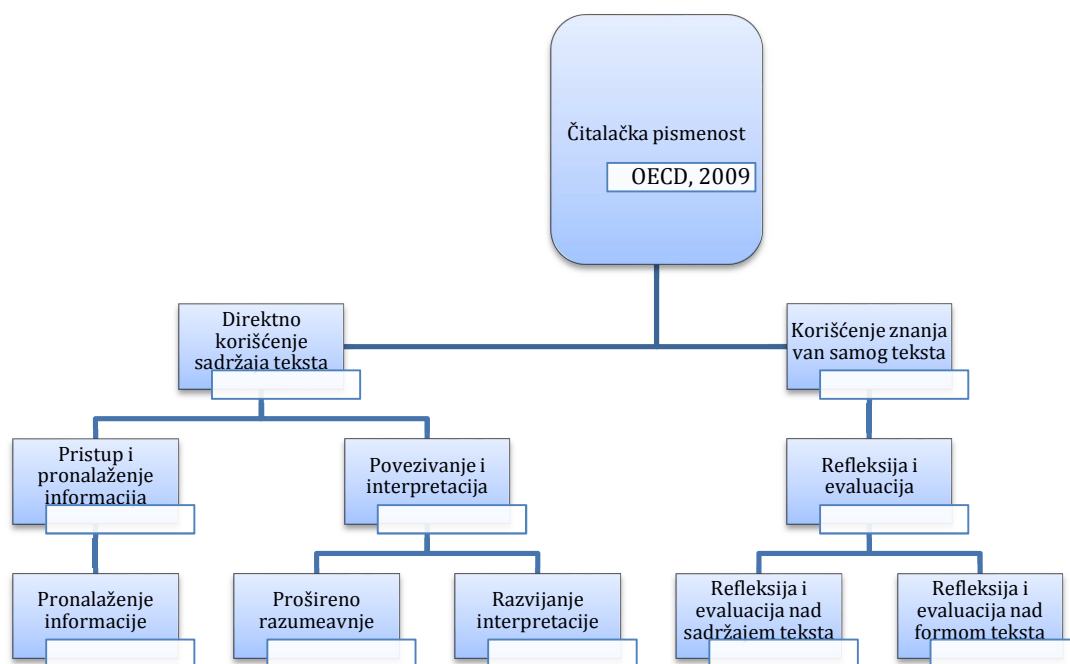 Čitalačka pismenost
OECD, 2009
Direktno
korišćenje
sadržaja teksta
Korišćenje znanja
van samog teksta
Pristup i
pronalaženje
informacija
Povezivanje i
interpretacija
Refleksija i
evaluacija
Pronalaženje
informacije
Prošireno
razumeavnje
Razvijanje
interpretacije
Refleksija i
evaluacija nad
sadržajem teksta
Refleksija i
evaluacija nad
formom teksta